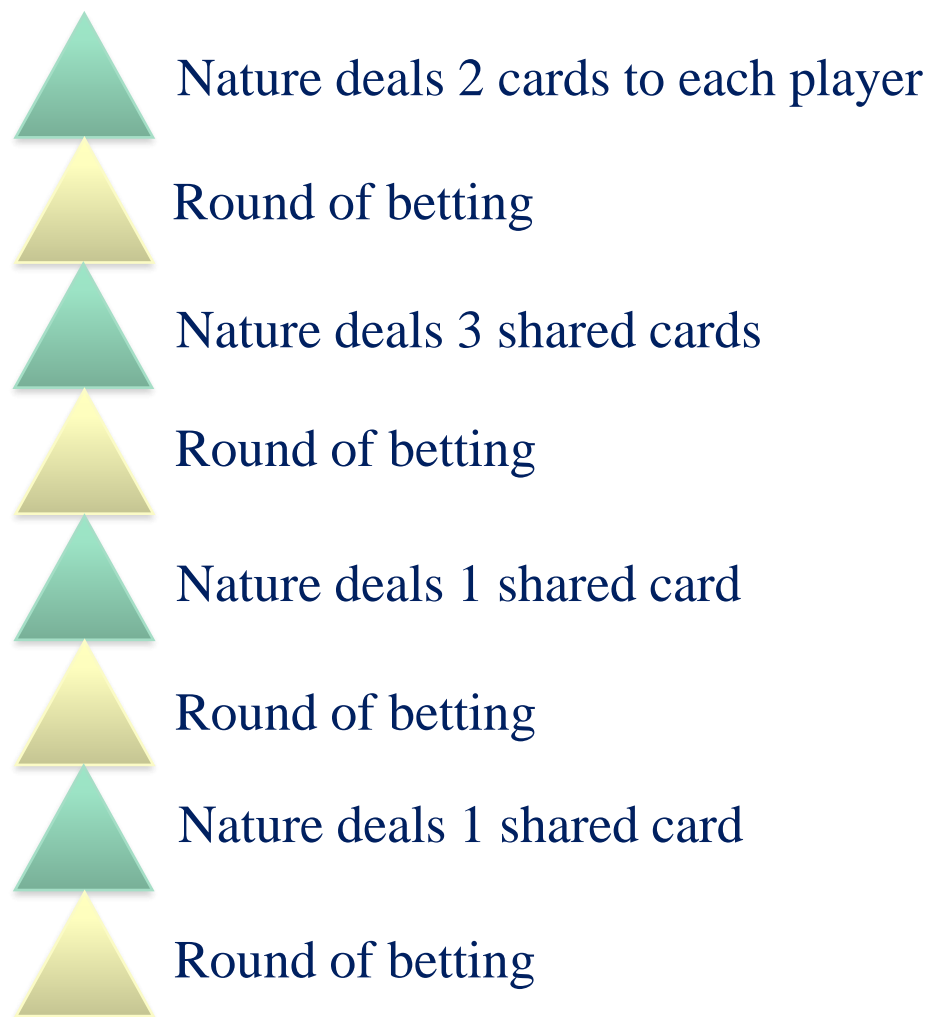 Nature deals 2 cards to each player
Round of betting
Nature deals 3 shared cards
Round of betting
Nature deals 1 shared card
Round of betting
Nature deals 1 shared card
Round of betting